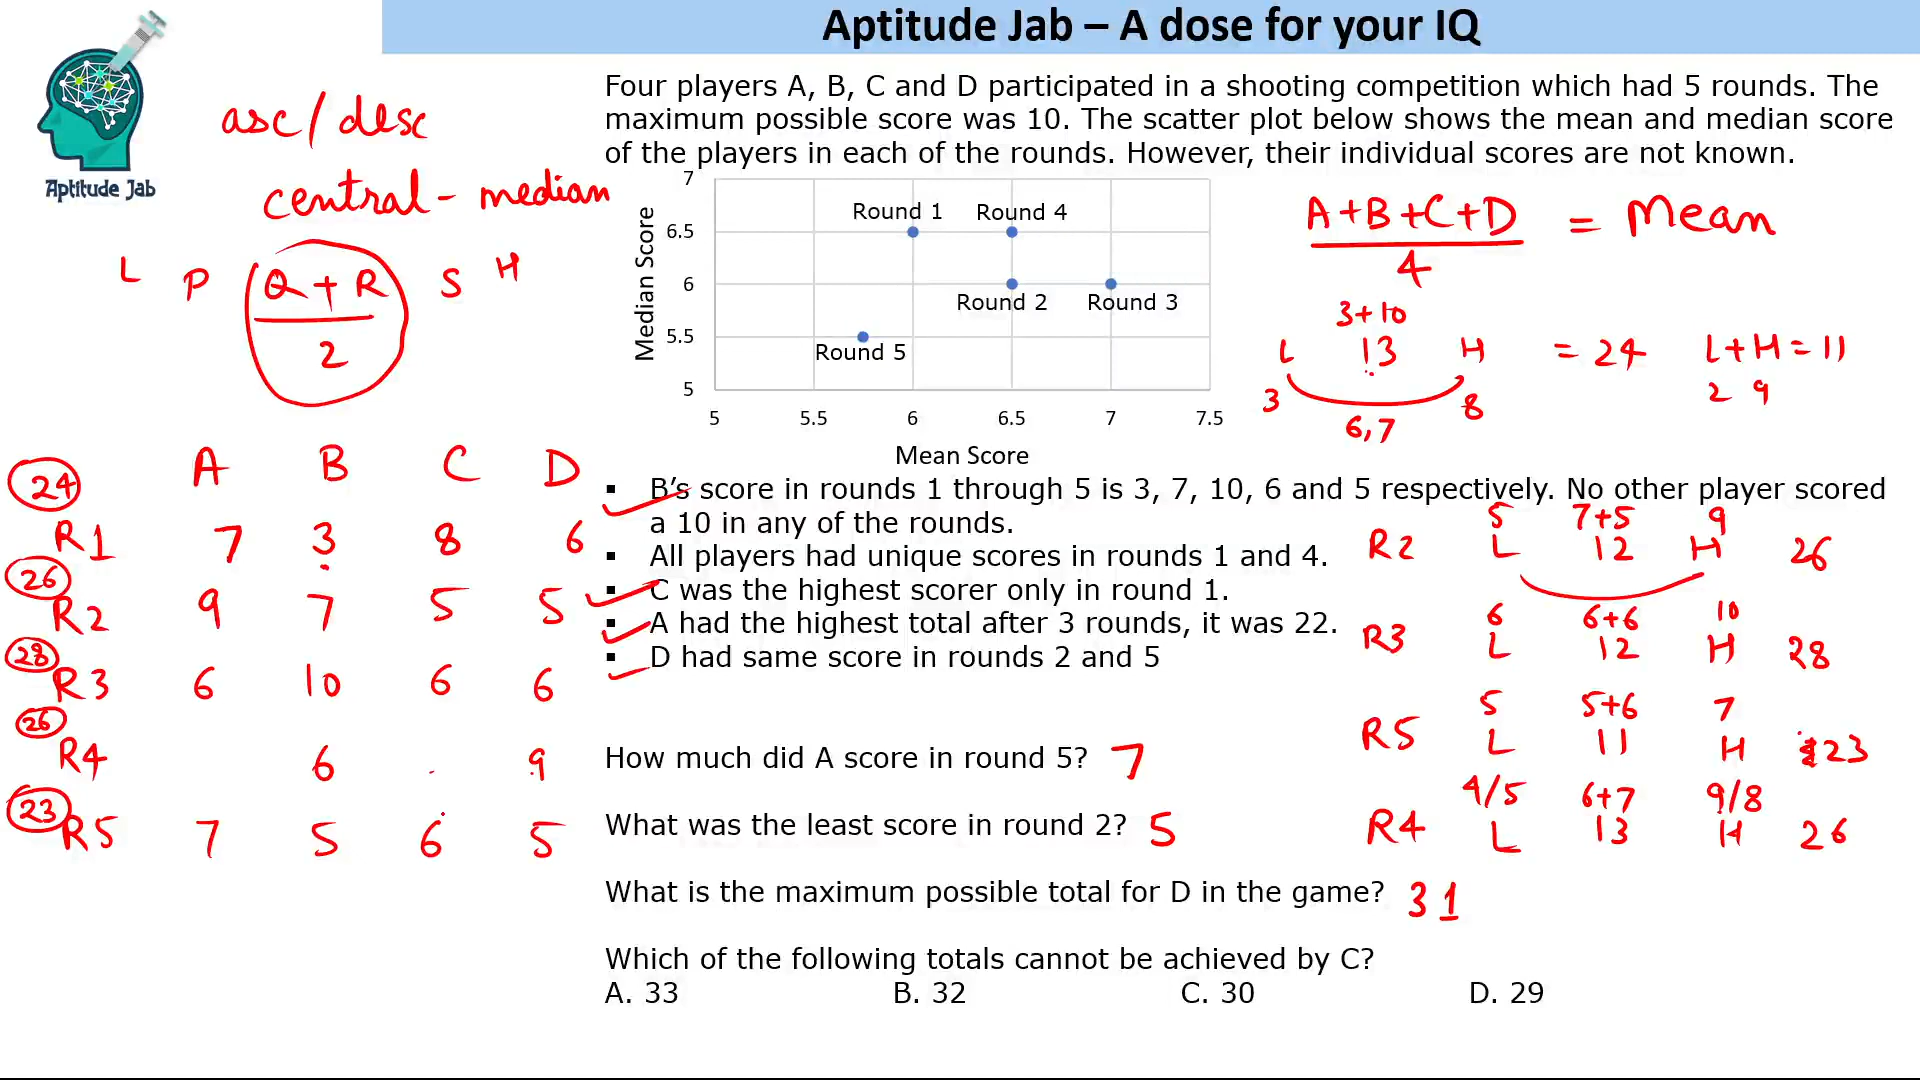 Aptitude Jab – A dose for your IQ
Aptitude Jab
Four players A, B, C and D participated in a shooting competition which had 5 rounds. The
maximum possible score was 10. The scatter plot below shows the mean and median score
of the players in each of the rounds. However, their individual scores are not known.
asc/desc
central - median
L P (Q + R) S H
2
7
6.5
6
5.5
5
Median Score
Round 1 Round 4
Round 2 Round 3
Round 5
5 5.5 6 6.5 7 7.5
Mean Score
A+B+C+D = Mean
4
3+10
L 13 H = 24 L+H = 11
3 8 2 9
6,7
▪ B's score in rounds 1 through 5 is 3, 7, 10, 6 and 5 respectively. No other player scored
a 10 in any of the rounds.
▪ All players had unique scores in rounds 1 and 4.
▪ C was the highest scorer only in round 1.
▪ A had the highest total after 3 rounds, it was 22.
▪ D had same score in rounds 2 and 5
A B C D
24
R1 7 3 8 6
26
R2 9 7 5 5
28
R3 6 10 6 6
26
R4 6 9
23
R5 7 5 6 5
5 7+5 9
R2 L 12 H 26
6 6+6 10
R3 L 12 H 28
5 5+6 7
R5 L 11 H 23
4/5 6+7 9/8
R4 L 13 H 26
How much did A score in round 5? 7
What was the least score in round 2? 5
What is the maximum possible total for D in the game? 31
Which of the following totals cannot be achieved by C?
A. 33 B. 32 C. 30 D. 29